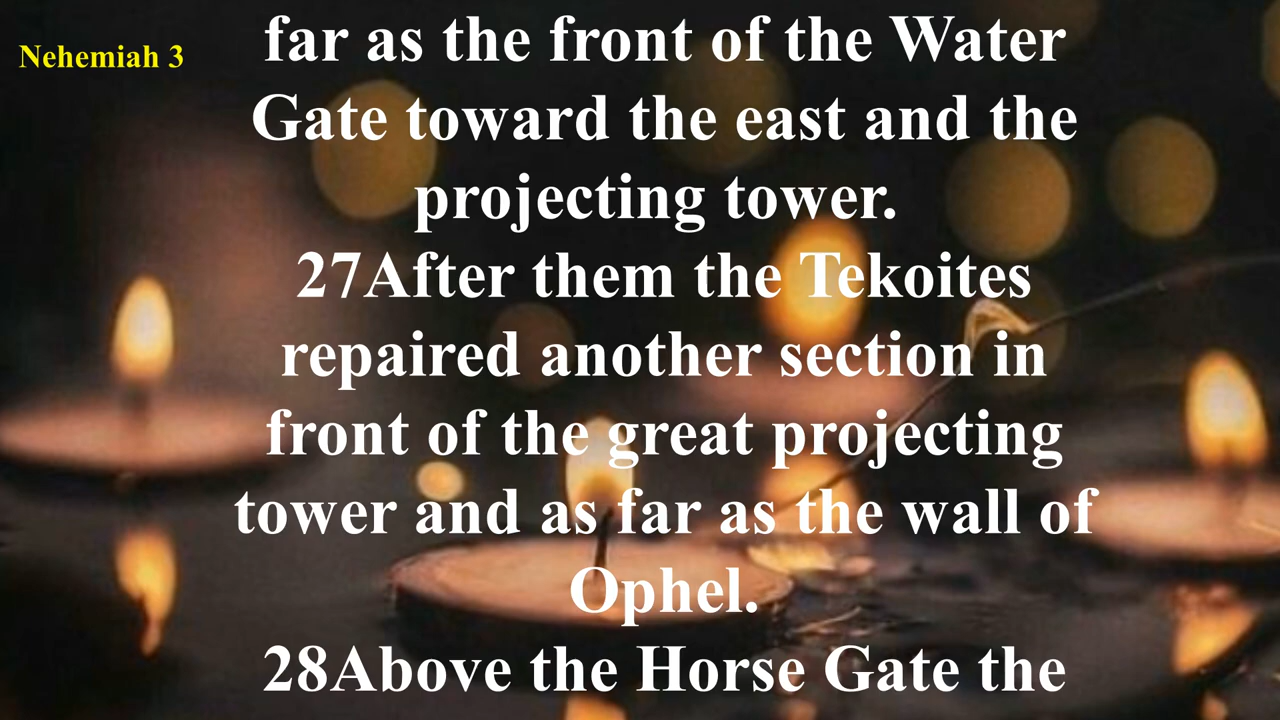 Nehemiah 3
far as the front of the Water
Gate toward the east and the
projecting tower.
27After them the Tekoites
repaired another section in
front of the great projecting
tower and as far as the wall of
Ophel.
28Above the Horse Gate the